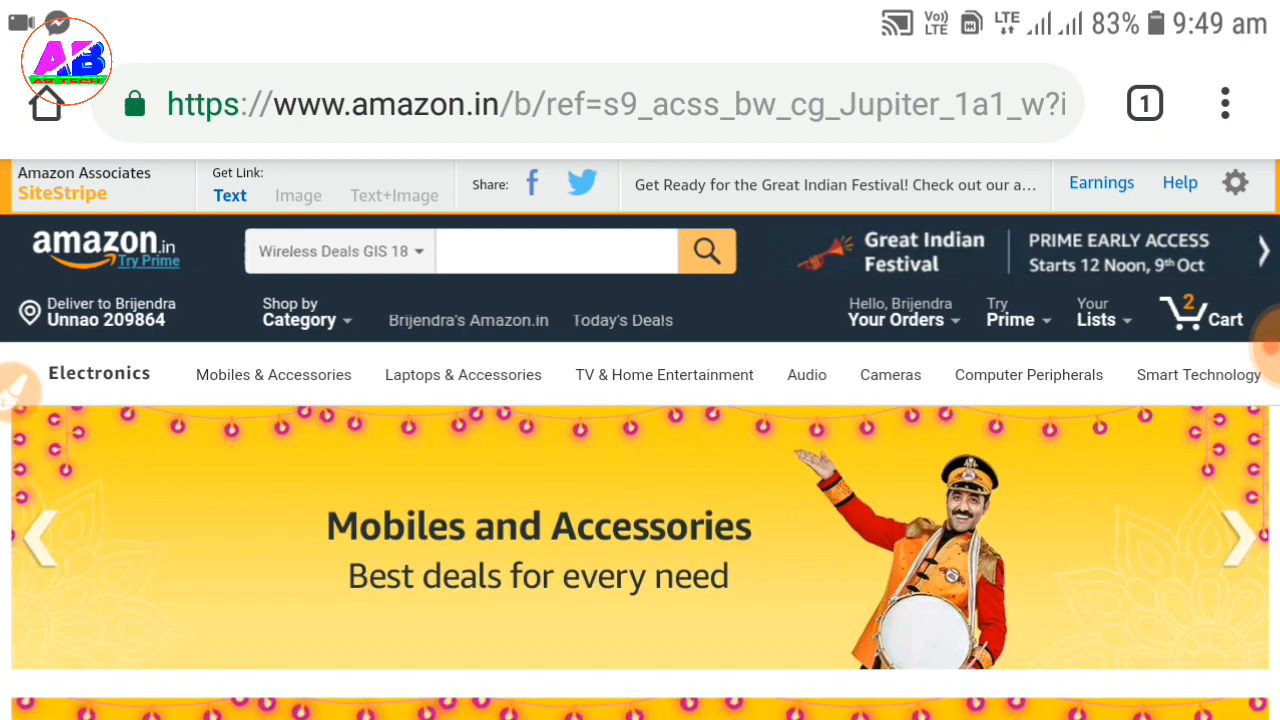 Vo)) LTE LTE 83% 9:49 am
AB
AB TECH
https://www.amazon.in/b/ref=s9_acss_bw_cg_Jupiter_1a1_w?i
1
Amazon Associates
SiteStripe
Get Link:
Text Image Text+Image
Share:
Get Ready for the Great Indian Festival! Check out our a...
Earnings Help
amazon.in
Try Prime
Wireless Deals GIS 18
Great Indian
Festival
PRIME EARLY ACCESS
Starts 12 Noon, 9th Oct
Deliver to Brijendra
Unnao 209864
Shop by
Category
Brijendra's Amazon.in Today's Deals
Hello, Brijendra
Your Orders
Try
Prime
Your
Lists
2
Cart
Electronics Mobiles & Accessories Laptops & Accessories TV & Home Entertainment Audio Cameras Computer Peripherals Smart Technology
Mobiles and Accessories
Best deals for every need